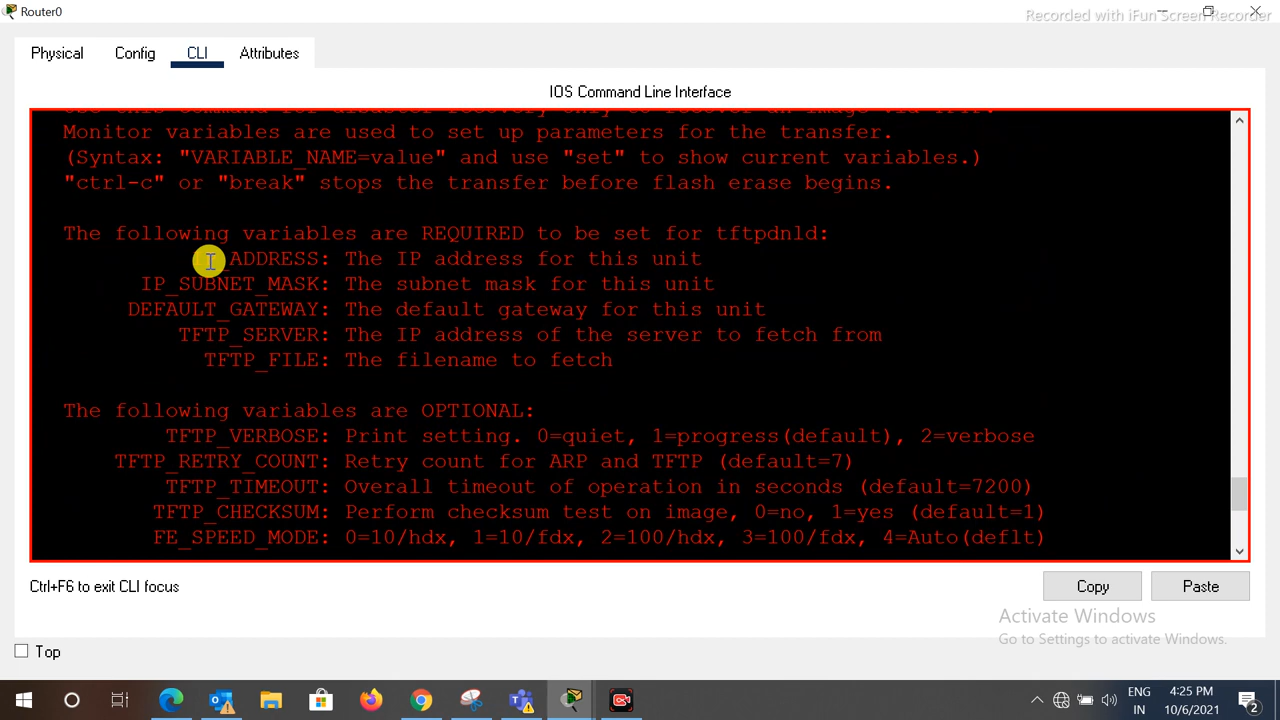 Router0
Recorded with iFun Screen Recorder
Physical Config CLI Attributes
IOS Command Line Interface
Monitor variables are used to set up parameters for the transfer.
(Syntax: "VARIABLE_NAME=value" and use "set" to show current variables.)
"ctrl-c" or "break" stops the transfer before flash erase begins.
The following variables are REQUIRED to be set for tftpdnld:
_ADDRESS: The IP address for this unit
IP_SUBNET_MASK: The subnet mask for this unit
DEFAULT_GATEWAY: The default gateway for this unit
TFTP_SERVER: The IP address of the server to fetch from
TFTP_FILE: The filename to fetch
The following variables are OPTIONAL:
TFTP_VERBOSE: Print setting. 0=quiet, 1=progress(default), 2=verbose
TFTP_RETRY_COUNT: Retry count for ARP and TFTP (default=7)
TFTP_TIMEOUT: Overall timeout of operation in seconds (default=7200)
TFTP_CHECKSUM: Perform checksum test on image, 0=no, 1=yes (default=1)
FE_SPEED_MODE: 0=10/hdx, 1=10/fdx, 2=100/hdx, 3=100/fdx, 4=Auto(deflt)
Ctrl+F6 to exit CLI focus
Copy Paste
Activate Windows
Go to Settings to activate Windows.
Top
ENG 4:25 PM
IN 10/6/2021
2